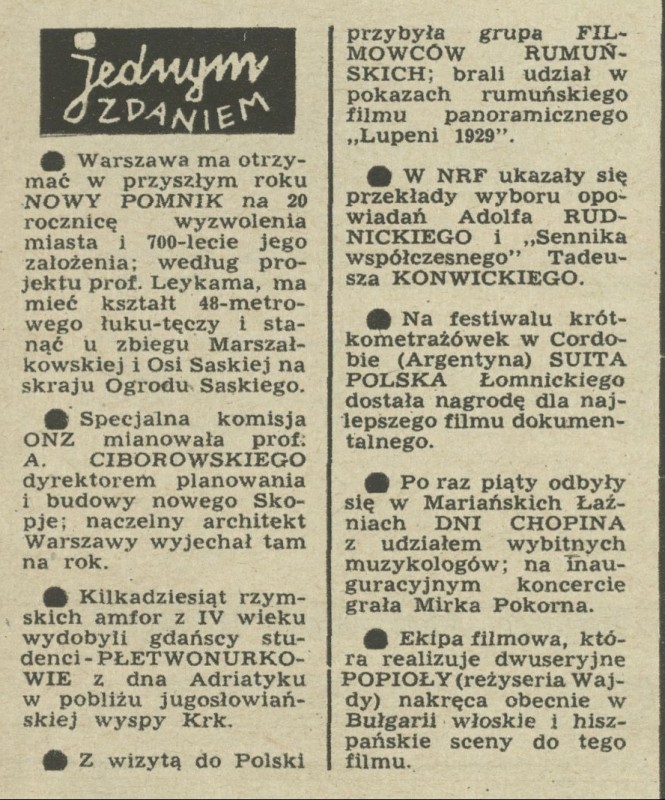 jednym
ZDANIEM
● Warszawa ma otrzy-
mać w przyszłym roku
NOWY POMNIK na 20
rocznicę wyzwolenia
miasta i 700-lecie jego
założenia; według pro-
jektu prof. Leykama, ma
mieć kształt 48-metro-
wego łuku-tęczy i sta-
nąć u zbiegu Marszał-
kowskiej i Osi Saskiej na
skraju Ogrodu Saskiego.
● Specjalna komisja
ONZ mianowała prof.
A. CIBOROWSKIEGO
dyrektorem planowania
i budowy nowego Sko-
pje; naczelny architekt
Warszawy wyjechał tam
na rok.
● Kilkadziesiąt rzym-
skich amfor z IV wieku
wydobyli gdańscy stu-
denci-PŁETWONURKO-
WIE z dna Adriatyku
w pobliżu jugosłowiań-
skiej wyspy Krk.
● Z wizytą do Polski
przybyła grupa FIL-
MOWCÓW RUMUŃ-
SKICH; brali udział w
pokazach rumuńskiego
filmu panoramicznego
„Lupeni 1929”.
● W NRF ukazały się
przekłady wyboru opo-
wiadań Adolfa RUD-
NICKIEGO i „Sennika
współczesnego” Tadeu-
sza KONWICKIEGO.
● Na festiwalu krót-
kometrażówek w Cordo-
bie (Argentyna) SUITA
POLSKA Łomnickiego
dostała nagrodę dla naj-
lepszego filmu dokumen-
talnego.
● Po raz piąty odbyły
się w Mariańskich Łaź-
niach DNI CHOPINA
z udziałem wybitnych
muzykologów; na inau-
guracyjnym koncercie
grała Mirka Pokorna.
● Ekipa filmowa, któ-
ra realizuje dwuseryjne
POPIOŁY (reżyseria Waj-
dy) nakręca obecnie w
Bułgarii włoskie i hisz-
pańskie sceny do tego
filmu.